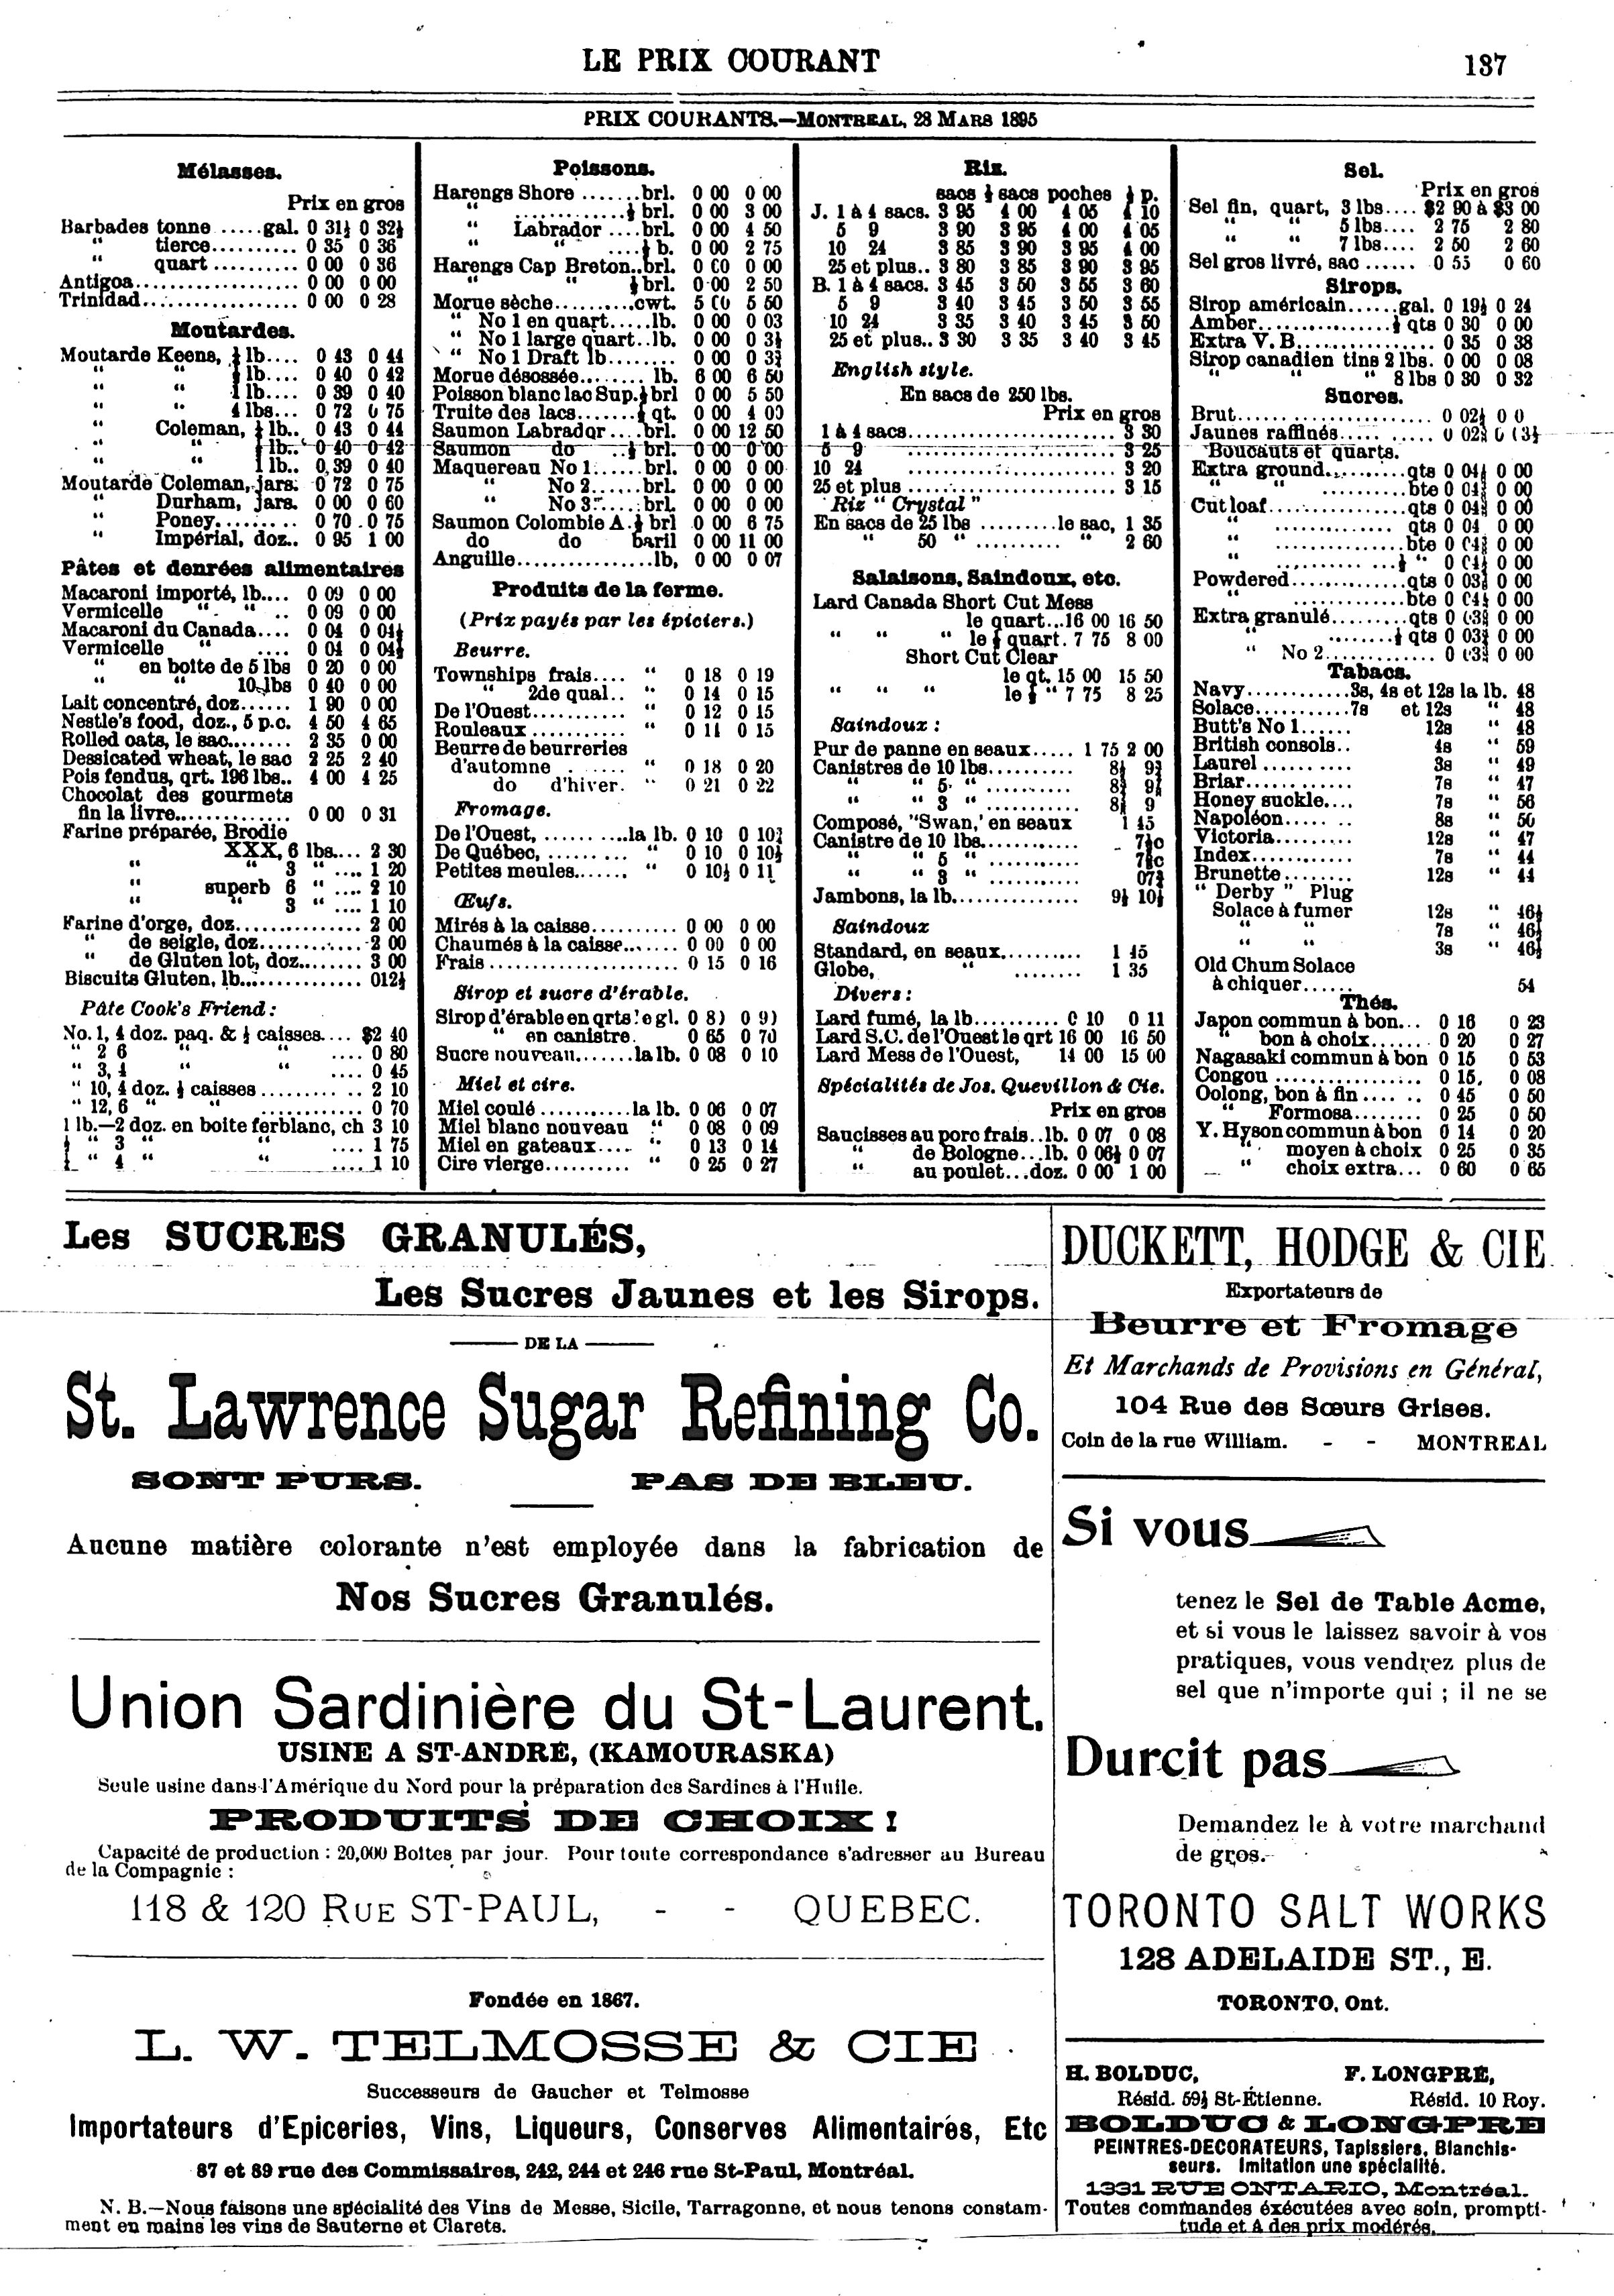 LE PRIX COURANT
137
PRIX COURANTS.—MONTREAL, 28 MARS 1895
Mélasses.
Prix en gros
Barbades tonne .....gal. 0 31½ 0 32½
“ tierce.......... 0 35 0 36
“ quart .......... 0 00 0 36
Antigoa.................... 0 00 0 00
Trinidad................... 0 00 0 28
Moutardes.
Moutarde Keens, ¼ lb.... 0 43 0 44
“ “ ½ lb.... 0 40 0 42
“ “ 1 lb.... 0 39 0 40
“ “ 4 lbs... 0 72 0 75
“ Coleman, ¼ lb.. 0 43 0 44
“ “ ½ lb.. 0 40 0 42
“ “ 1 lb.. 0 39 0 40
Moutarde Coleman, jars. 0 72 0 75
“ Durham, jars. 0 00 0 60
“ Poney......... 0 70 0 75
“ Impérial, doz.. 0 95 1 00
Pâtes et denrées alimentaires
Macaroni importé, lb.... 0 09 0 00
Vermicelle “ “ .. 0 09 0 00
Macaroni du Canada.... 0 04 0 04½
Vermicelle “ .... 0 04 0 04½
“ en boite de 5 lbs 0 20 0 00
“ “ 10 lbs 0 40 0 00
Lait concentré, doz...... 1 90 0 00
Nestle's food, doz., 5 p.c. 4 50 4 65
Rolled oats, le sac........ 2 35 0 00
Dessicated wheat, le sac 2 25 2 40
Pois fendus, qrt. 196 lbs.. 4 00 4 25
Chocolat des gourmets
fin la livre.............. 0 00 0 31
Farine préparée, Brodie
XXX, 6 lbs.... 2 30
“ “ 3 “ .... 1 20
“ superb 6 “ .... 2 10
“ “ 3 “ .... 1 10
Farine d'orge, doz............... 2 00
“ de seigle, doz........... 2 00
“ de Gluten lot, doz....... 3 00
Biscuits Gluten, lb.............. 012½
Pâte Cook's Friend :
No. 1, 4 doz. paq. & ½ caisses.... $2 40
“ 2 6 “ “ .... 0 80
“ 3, 4 “ “ .... 0 45
“ 10, 4 doz. ½ caisses ........... 2 10
“ 12, 6 “ “ ............ 0 70
1 lb.—2 doz. en boite ferblanc, ch 3 10
½ “ 3 “ “ .... 1 75
¼ “ 4 “ “ .... 1 10
Poissons.
Harengs Shore .......brl. 0 00 0 00
“ .............½ brl. 0 00 3 00
“ Labrador ....brl. 0 00 4 50
“ “ ....½ b. 0 00 2 75
Harengs Cap Breton..brl. 0 00 0 00
“ “ ½ brl. 0 00 2 50
Morue sèche..........cwt. 5 00 5 50
“ No 1 en quart.....lb. 0 00 0 03
“ No 1 large quart..lb. 0 00 0 3½
“ No 1 Draft lb........ 0 00 0 3½
Morue désossée........ lb. 6 00 6 50
Poisson blanc lac Sup. ½ brl 0 00 5 50
Truite des lacs.......½ qt. 0 00 4 00
Saumon Labrador ....brl. 0 00 12 50
Saumon do ..½ brl. 0 00 0 00
Maquereau No 1......brl. 0 00 0 00
“ No 2......brl. 0 00 0 00
“ No 3......brl. 0 00 0 00
Saumon Colombie A. ½ brl 0 00 6 75
do do baril 0 00 11 00
Anguille................lb, 0 00 0 07
Produits de la ferme.
(Prix payés par les épiciers.)
Beurre.
Townships frais.... “ 0 18 0 19
“ 2de qual.. “ 0 14 0 15
De l'Ouest........... “ 0 12 0 15
Rouleaux ........... “ 0 11 0 15
Beurre de beurreries
d'automne ...... “ 0 18 0 20
do d'hiver. “ 0 21 0 22
Fromage.
De l'Ouest, ..........la lb. 0 10 0 10½
De Québec, .......... “ 0 10 0 10½
Petites meules...... “ 0 10½ 0 11
Œufs.
Mirés à la caisse.......... 0 00 0 00
Chaumés à la caisse....... 0 00 0 00
Frais ..................... 0 15 0 16
Sirop et sucre d'érable.
Sirop d'érable en qrts le gl. 0 8) 0 9)
“ en canistre. 0 65 0 70
Sucre nouveau.......la lb. 0 08 0 10
Miel et cire.
Miel coulé ..........la lb. 0 06 0 07
Miel blanc nouveau “ 0 08 0 09
Miel en gateaux.... “ 0 13 0 14
Cire vierge.......... “ 0 25 0 27
Riz.
sacs ½ sacs poches ½ p.
J. 1 à 4 sacs. 3 95 4 00 4 05 4 10
5 9 3 90 3 95 4 00 4 05
10 24 3 85 3 90 3 95 4 00
25 et plus.. 3 80 3 85 3 90 3 95
B. 1 à 4 sacs. 3 45 3 50 3 55 3 60
5 9 3 40 3 45 3 50 3 55
10 24 3 35 3 40 3 45 3 50
25 et plus.. 3 30 3 35 3 40 3 45
English style.
En sacs de 250 lbs.
Prix en gros
1 à 4 sacs........................ 3 30
5 9 ........................ 3 25
10 24 ........................ 3 20
25 et plus ........................ 3 15
Riz “ Crystal ”
En sacs de 25 lbs ..........le sac, 1 35
“ 50 “ .......... “ 2 60
Salaisons, Saindoux, etc.
Lard Canada Short Cut Mess
le quart...16 00 16 50
“ “ “ le ½ quart. 7 75 8 00
Short Cut Clear
le qt. 15 00 15 50
“ “ “ le ½ “ 7 75 8 25
Saindoux :
Pur de panne en seaux..... 1 75 2 00
Canistres de 10 lbs........... 8½ 9½
“ “ 5 “ ........... 8½ 9½
“ “ 3 “ ........... 8½ 9
Composé, “Swan,' en seaux 1 45
Canistre de 10 lbs............ 7½c
“ “ 5 “ ............ 7½c
“ “ 3 “ ............ 07½
Jambons, la lb................ 9½ 10½
Saindoux
Standard, en seaux.......... 1 45
Globe, “ ........ 1 35
Divers :
Lard fumé, la lb........... 0 10 0 11
Lard S.C. de l'Ouest le qrt 16 00 16 50
Lard Mess de l'Ouest, 14 00 15 00
Spécialités de Jos. Quevillon & Cie.
Prix en gros
Saucisses au porc frais..lb. 0 07 0 08
“ de Bologne...lb. 0 06½ 0 07
“ au poulet...doz. 0 00 1 00
Sel.
Prix en gros
Sel fin, quart, 3 lbs.... $2 90 à $3 00
“ “ 5 lbs.... 2 75 2 80
“ “ 7 lbs.... 2 50 2 60
Sel gros livré, sac ...... 0 55 0 60
Sirops.
Sirop américain......gal. 0 19½ 0 24
Amber.................½ qts 0 30 0 00
Extra V. B................. 0 35 0 38
Sirop canadien tins 2 lbs. 0 00 0 08
“ “ “ 8 lbs 0 30 0 32
Sucres.
Brut........................ 0 02½ 0 0
Jaunes raffinés............. 0 02¾ 0 03½
Boucauts et quarts.
Extra ground...........qts 0 04½ 0 00
“ “ ...........bte 0 04¾ 0 00
Cut loaf................qts 0 04¾ 0 00
“ ................qts 0 04 0 00
“ ................bte 0 04¾ 0 00
“ ................½ “ 0 04½ 0 00
Powdered..............qts 0 03¾ 0 00
“ ..............bte 0 04½ 0 00
Extra granulé.........qts 0 03¾ 0 00
“ .........½ qts 0 03¾ 0 00
“ No 2.............. 0 03¾ 0 00
Tabacs.
Navy...........3s, 4s et 12s la lb. 48
Solace...........7s et 12s “ 48
Butt's No 1...... 12s “ 48
British consols.. 4s “ 59
Laurel .......... 3s “ 49
Briar............ 7s “ 47
Honey suckle.... 7s “ 56
Napoléon..... .. 8s “ 50
Victoria.......... 12s “ 47
Index............ 7s “ 44
Brunette........ 12s “ 44
“ Derby ” Plug
Solace à fumer 12s “ 46½
“ “ 7s “ 46½
“ “ 3s “ 46½
Old Chum Solace
à chiquer...... 54
Thés.
Japon commun à bon... 0 16 0 23
“ bon à choix...... 0 20 0 27
Nagasaki commun à bon 0 15 0 53
Congou .................. 0 15. 0 08
Oolong, bon à fin.... .. 0 45 0 50
“ Formosa........ 0 25 0 50
Y. Hyson commun à bon 0 14 0 20
“ moyen à choix 0 25 0 35
“ choix extra... 0 60 0 65
Les SUCRES GRANULÉS,
Les Sucres Jaunes et les Sirops.
DE LA
St. Lawrence Sugar Refining Co.
SONT PURS. PAS DE BLEU.
Aucune matière colorante n'est employée dans la fabrication de
Nos Sucres Granulés.
Union Sardinière du St-Laurent.
USINE A ST-ANDRE, (KAMOURASKA)
Seule usine dans l'Amérique du Nord pour la préparation des Sardines à l'Huile.
PRODUITS DE CHOIX !
Capacité de production : 20,000 Boites par jour. Pour toute correspondance s'adresser au Bureau
de la Compagnie :
118 & 120 RUE ST-PAUL, - - QUEBEC.
Fondée en 1867.
L. W. TELMOSSE & CIE
Successeurs de Gaucher et Telmosse
Importateurs d'Epiceries, Vins, Liqueurs, Conserves Alimentaires, Etc
87 et 89 rue des Commissaires, 242, 244 et 246 rue St-Paul, Montréal.
N. B.—Nous faisons une spécialité des Vins de Messe, Sicile, Tarragonne, et nous tenons constam-
ment en mains les vins de Sauterne et Clarets.
DUCKETT, HODGE & CIE
Exportateurs de
Beurre et Fromage
Et Marchands de Provisions en Général,
104 Rue des Sœurs Grises.
Coin de la rue William. - - MONTREAL
Si vous
tenez le Sel de Table Acme,
et si vous le laissez savoir à vos
pratiques, vous vendrez plus de
sel que n'importe qui ; il ne se
Durcit pas
Demandez le à votre marchand
de gros.
TORONTO SALT WORKS
128 ADELAIDE ST., E.
TORONTO, Ont.
H. BOLDUC, F. LONGPRÉ,
Résid. 59½ St-Étienne. Résid. 10 Roy.
BOLDUC & LONGPRE
PEINTRES-DECORATEURS, Tapissiers, Blanchis-
seurs. Imitation une spécialité.
1331 RUE ONTARIO, Montréal.
Toutes commandes éxécutées avec soin, prompti-
tude et A des prix modérés.